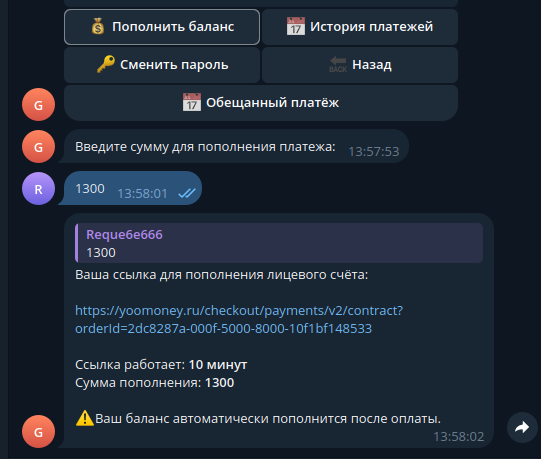 Пополнить баланс
История платежей
Сменить пароль
BACK Назад
Обещанный платёж
G
Введите сумму для пополнения платежа: 13:57:53
G
1300 13:58:01
R
Reque6e666
1300
Ваша ссылка для пополнения лицевого счёта:
https://yoomoney.ru/checkout/payments/v2/contract?
orderId=2dc8287a-000f-5000-8000-10f1bf148533
Ссылка работает: 10 минут
Сумма пополнения: 1300
⚠️Ваш баланс автоматически пополнится после оплаты.
G
13:58:02